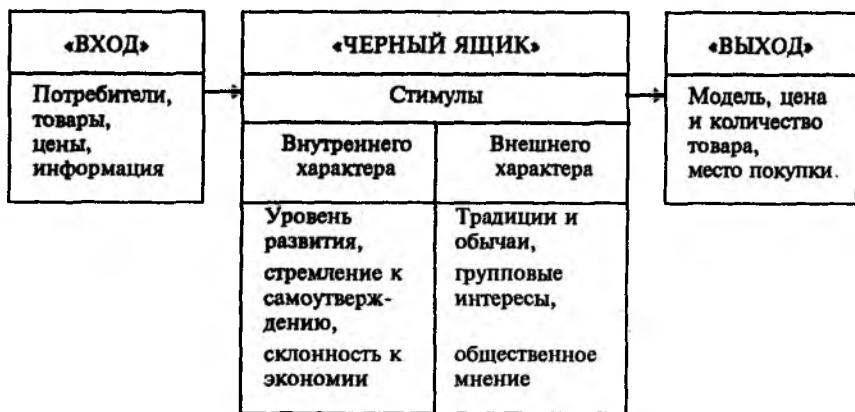 «ВХОД»
Потребители,
товары,
цены,
информация
«ЧЕРНЫЙ ЯЩИК»
Стимулы
Внутреннего
характера
Уровень
развития,
стремление к
самоутверж-
дению,
склонность к
экономии
Внешнего
характера
Традиции и
обычаи,
групповые
интересы,
общественное
мнение
«ВЫХОД»
Модель, цена
и количество
товара,
место покупки.